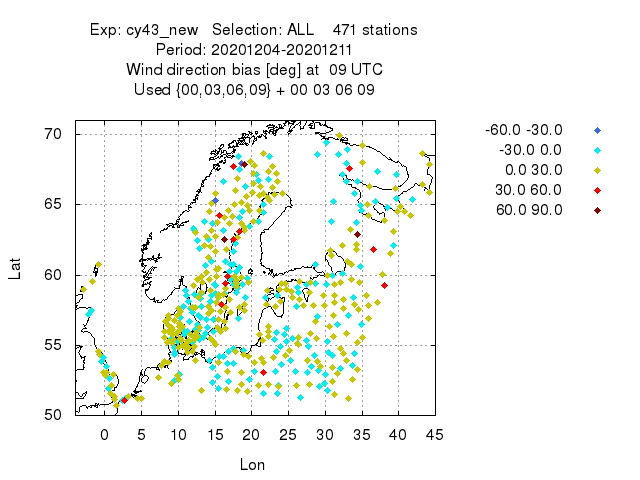 Exp: cy43_new   Selection: ALL    471 stations
Period: 20201204-20201211
Wind direction bias [deg] at  09 UTC
Used {00,03,06,09} + 00 03 06 09
-60.0 -30.0
-30.0 0.0
0.0 30.0
30.0 60.0
60.0 90.0
70
65
60
55
50
Lat
0 5 10 15 20 25 30 35 40 45
Lon